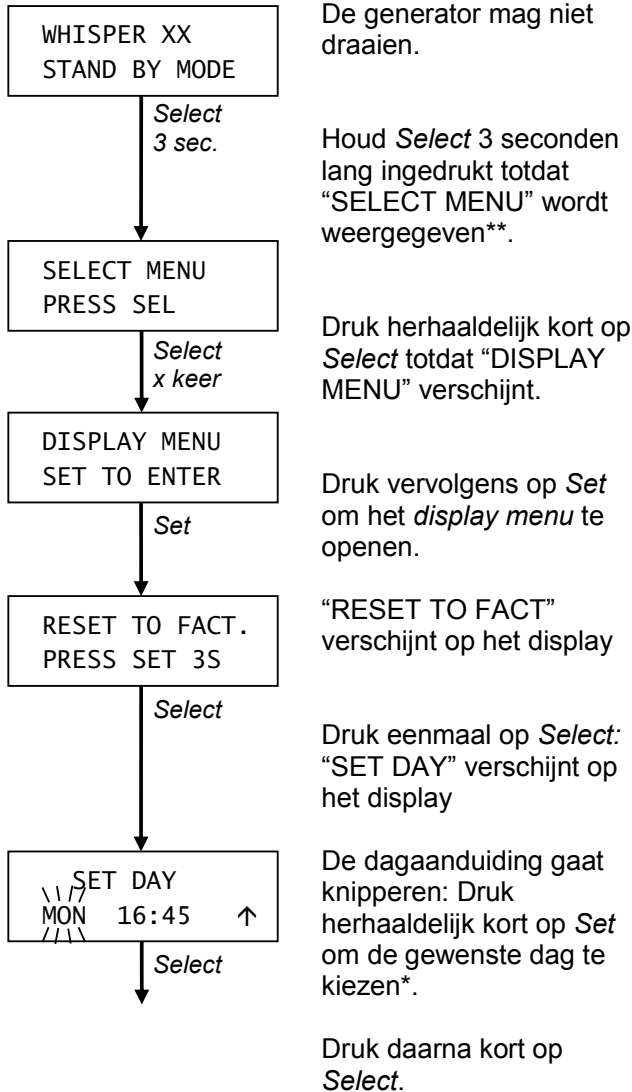 WHISPER XX
STAND BY MODE
De generator mag niet
draaien.
Select
3 sec.
Houd Select 3 seconden
lang ingedrukt totdat
“SELECT MENU” wordt
weergegeven**.
SELECT MENU
PRESS SEL
Select
x keer
Druk herhaaldelijk kort op
Select totdat “DISPLAY
MENU” verschijnt.
DISPLAY MENU
SET TO ENTER
Set
Druk vervolgens op Set
om het display menu te
openen.
RESET TO FACT.
PRESS SET 3S
“RESET TO FACT”
verschijnt op het display
Select
Druk eenmaal op Select:
“SET DAY” verschijnt op
het display
SET DAY
MON 16:45 ↑
Select
De dagaanduiding gaat
knipperen: Druk
herhaaldelijk kort op Set
om de gewenste dag te
kiezen*.
Druk daarna kort op
Select.